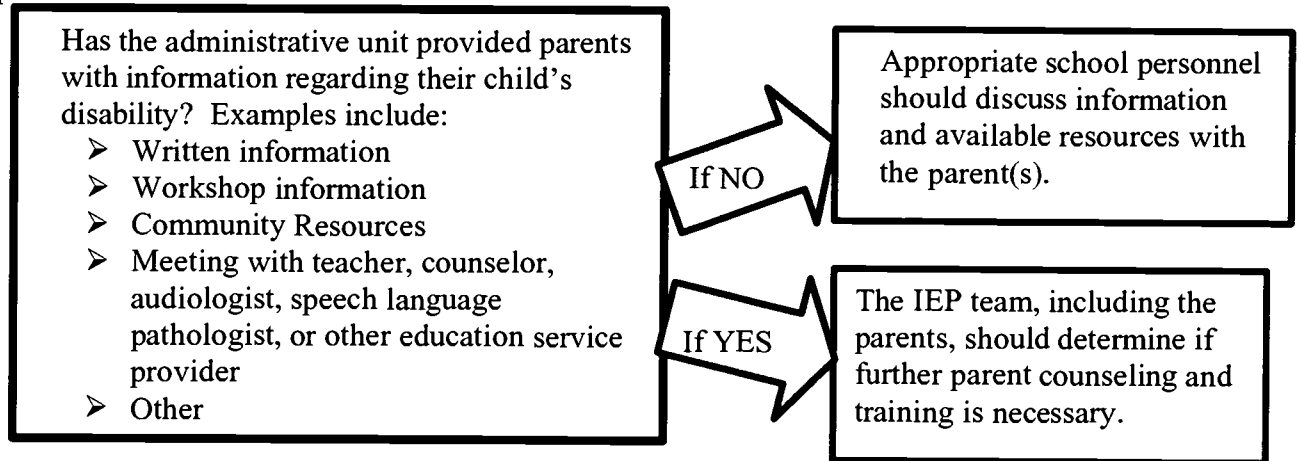 Has the administrative unit provided parents
with information regarding their child's
disability? Examples include:
➢ Written information
➢ Workshop information
➢ Community Resources
➢ Meeting with teacher, counselor,
audiologist, speech language
pathologist, or other education service
provider
➢ Other
If NO
Appropriate school personnel
should discuss information
and available resources with
the parent(s).
If YES
The IEP team, including the
parents, should determine if
further parent counseling and
training is necessary.